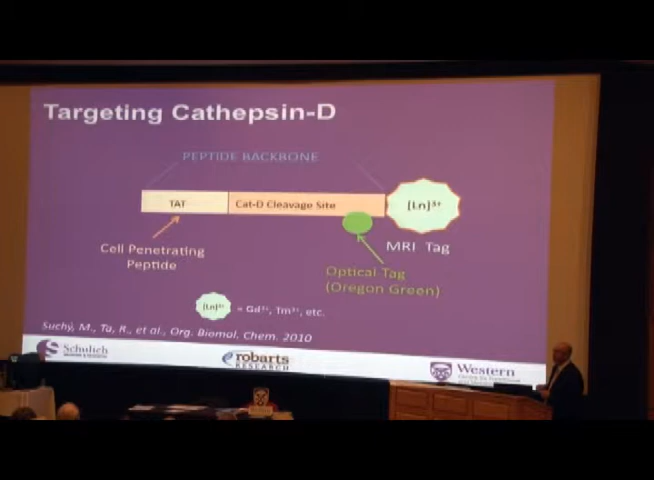 Targeting Cathepsin-D
PEPTIDE BACKBONE
TAT
Cat-D Cleavage Site
[Ln]³⁺
Cell Penetrating
Peptide
MRI Tag
Optical Tag
(Oregon Green)
[Ln]³⁺ = Gd³⁺, Tm³⁺, etc.
Suchý, M., Ta, R., et al., Org. Biomol. Chem. 2010
Schulich
robarts
RESEARCH
Western